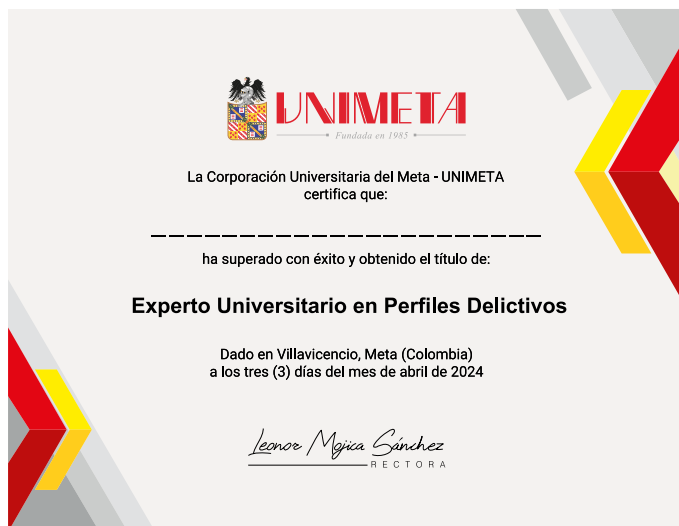 UNIMETA
Fundada en 1985
La Corporación Universitaria del Meta - UNIMETA
certifica que:
ha superado con éxito y obtenido el título de:
Experto Universitario en Perfiles Delictivos
Dado en Villavicencio, Meta (Colombia)
a los tres (3) días del mes de abril de 2024
Leonor Mojica Sánchez
RECTORA